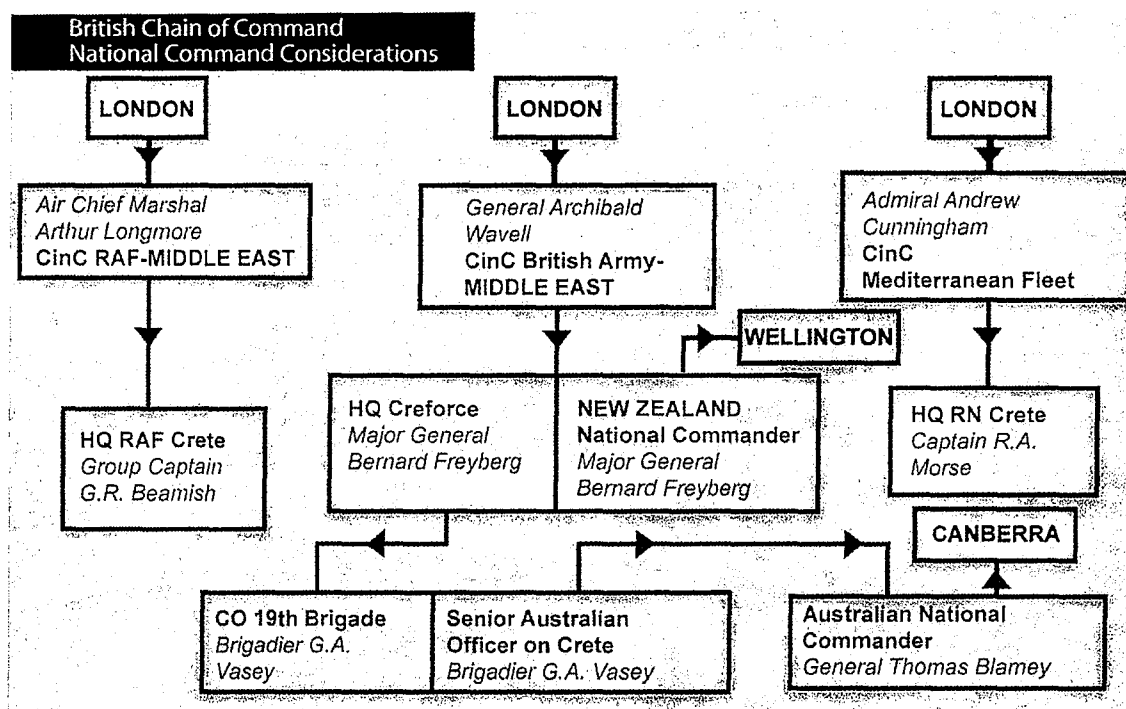 British Chain of Command
National Command Considerations
LONDON
LONDON
LONDON
Air Chief Marshal
Arthur Longmore
CinC RAF-MIDDLE EAST
General Archibald
Wavell
CinC British Army-
MIDDLE EAST
Admiral Andrew
Cunningham
CinC
Mediterranean Fleet
WELLINGTON
HQ RAF Crete
Group Captain
G.R. Beamish
HQ Creforce
Major General
Bernard Freyberg
NEW ZEALAND
National Commander
Major General
Bernard Freyberg
HQ RN Crete
Captain R.A.
Morse
CANBERRA
CO 19th Brigade
Brigadier G.A.
Vasey
Senior Australian
Officer on Crete
Brigadier G.A. Vasey
Australian National
Commander
General Thomas Blamey